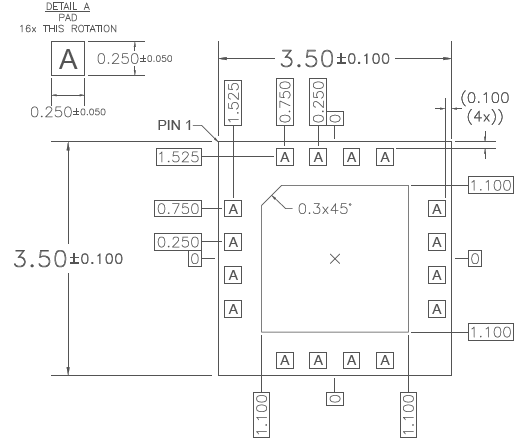 DETAIL A
PAD
16x THIS ROTATION
A
0.250±0.050
0.250±0.050
3.50±0.100
1.525
0.750
0.250
0
(0.100
(4x))
PIN 1
1.525
A A A A
1.100
0.750
A
0.3x45°
A
0.250
A
A
3.50±0.100
0
0
A
A
A
A
1.100
A A A A
1.100
0
1.100